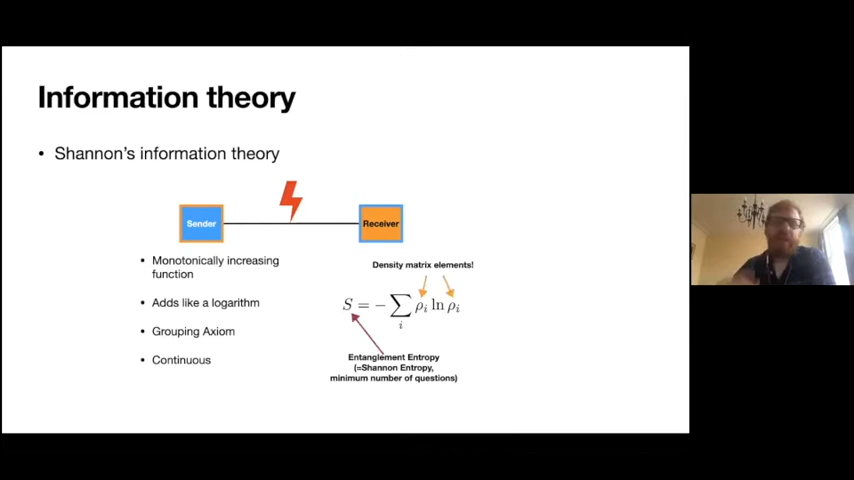 Information theory
• Shannon's information theory
Sender
Receiver
• Monotonically increasing
function
• Adds like a logarithm
• Grouping Axiom
• Continuous
Density matrix elements!
S = − ∑ᵢ ρᵢ ln ρᵢ
Entanglement Entropy
(=Shannon Entropy,
minimum number of questions)